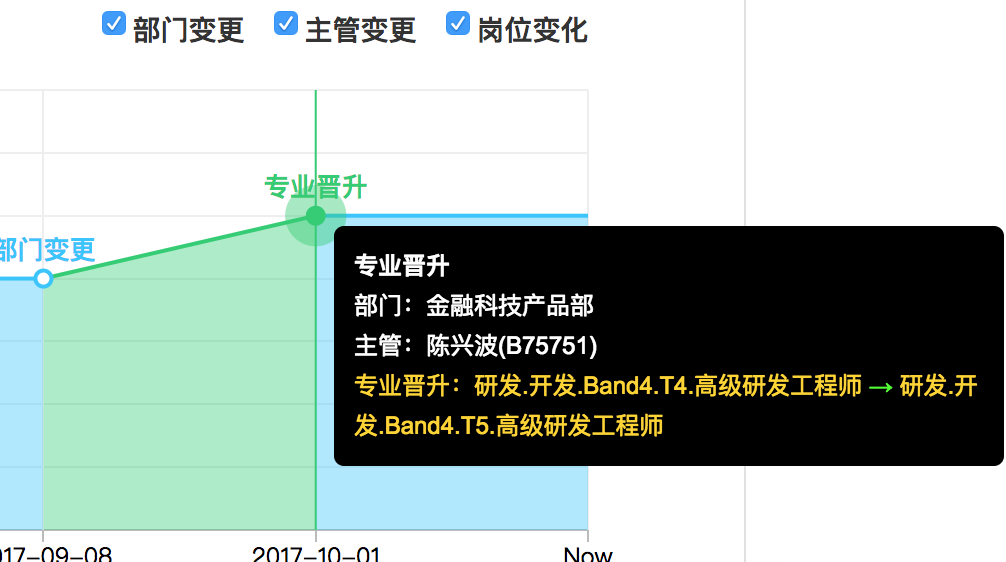 部门变更 主管变更 岗位变化
专业晋升
部门变更
专业晋升
部门：金融科技产品部
主管：陈兴波(B75751)
专业晋升：研发.开发.Band4.T4.高级研发工程师 → 研发.开
发.Band4.T5.高级研发工程师
017-09-08 2017-10-01 Now